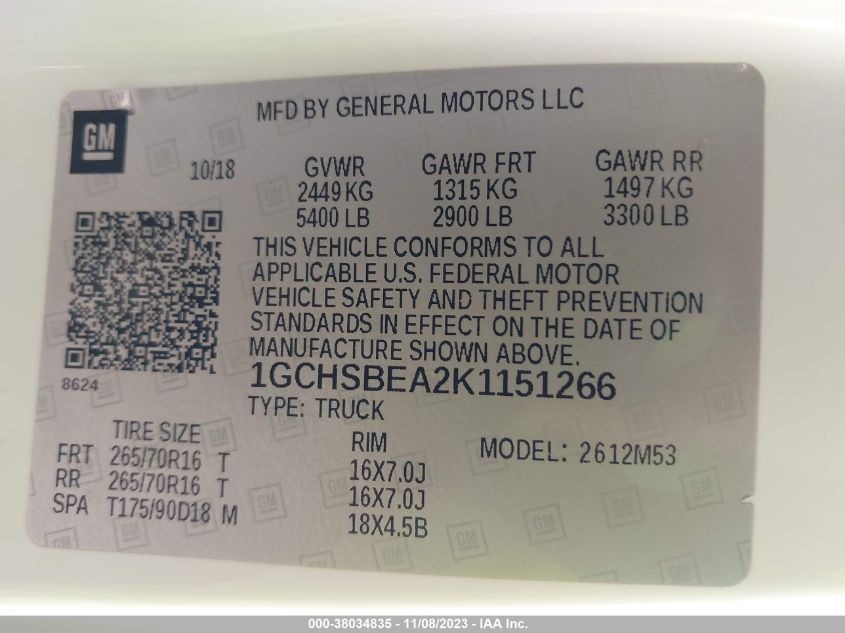 MFD BY GENERAL MOTORS LLC
GM
10/18
GVWR GAWR FRT GAWR RR
2449 KG 1315 KG 1497 KG
5400 LB 2900 LB 3300 LB
THIS VEHICLE CONFORMS TO ALL
APPLICABLE U.S. FEDERAL MOTOR
VEHICLE SAFETY AND THEFT PREVENTION
STANDARDS IN EFFECT ON THE DATE OF
MANUFACTURE SHOWN ABOVE.
8624
1GCHSBEA2K1151266
TYPE: TRUCK
TIRE SIZE RIM MODEL: 2612M53
FRT 265/70R16 T 16X7.0J
RR 265/70R16 T 16X7.0J
SPA T175/90D18 M 18X4.5B
000-38034835 - 11/08/2023 - IAA Inc.